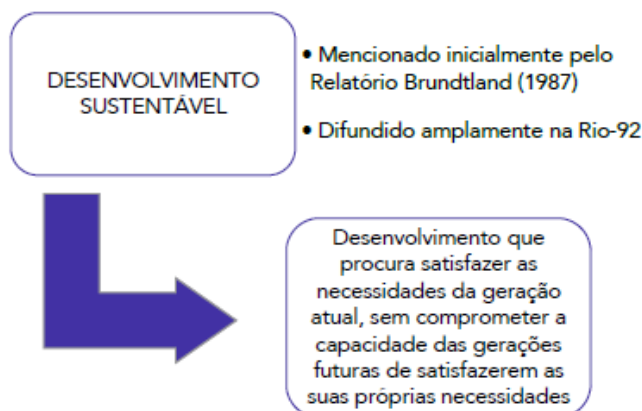 DESENVOLVIMENTO
SUSTENTÁVEL
• Mencionado inicialmente pelo
Relatório Brundtland (1987)
• Difundido amplamente na Rio-92
Desenvolvimento que
procura satisfazer as
necessidades da geração
atual, sem comprometer a
capacidade das gerações
futuras de satisfazerem as
suas próprias necessidades